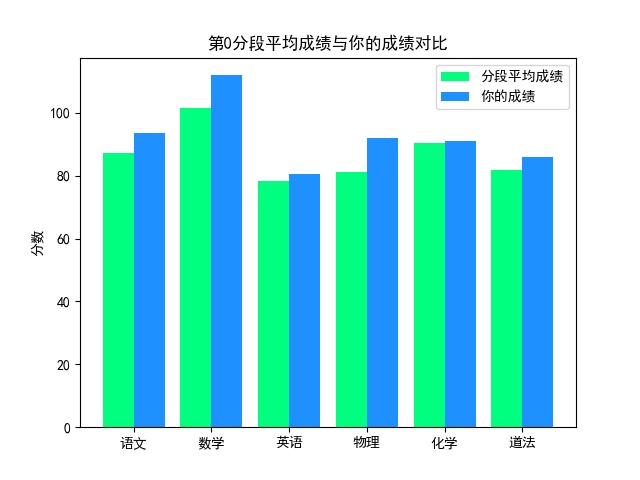 第0分段平均成绩与你的成绩对比
分段平均成绩
你的成绩
分数
100
80
60
40
20
0
语文 数学 英语 物理 化学 道法